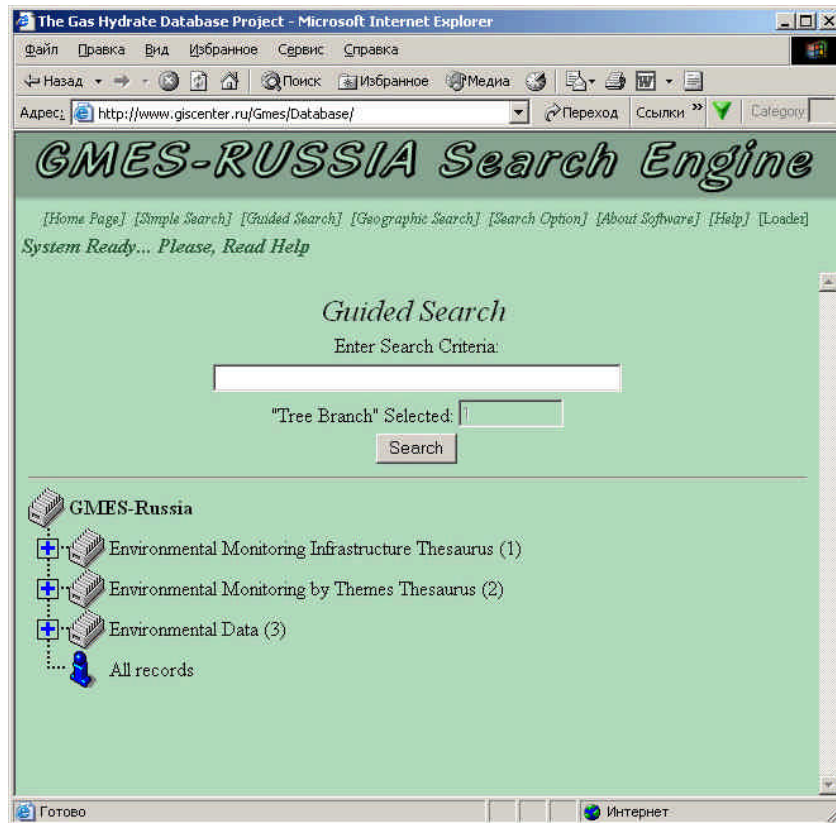 The Gas Hydrate Database Project - Microsoft Internet Explorer
Файл Правка Вид Избранное Сервис Справка
Назад Поиск Избранное Медиа
Адрес: http://www.giscenter.ru/Gmes/Database/ Переход Ссылки » Category
GMES-RUSSIA Search Engine
[Home Page] [Simple Search] [Guided Search] [Geographic Search] [Search Option] [About Software] [Help] [Loader]
System Ready... Please, Read Help
Guided Search
Enter Search Criteria:
"Tree Branch" Selected: 1
Search
GMES-Russia
Environmental Monitoring Infrastructure Thesaurus (1)
Environmental Monitoring by Themes Thesaurus (2)
Environmental Data (3)
All records
Готово Интернет